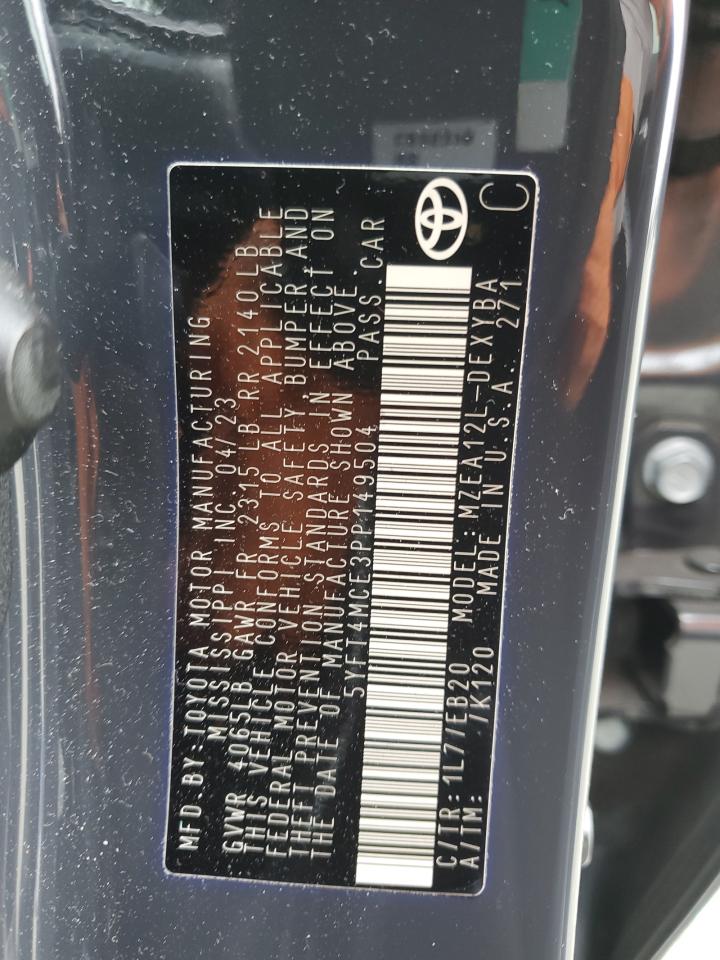 MFD. BY: TOYOTA MOTOR MANUFACTURING
MISSISSIPPI INC. 04/23
GVWR 4065LB GAWR FR 2315 LB RR 2140LB
THIS VEHICLE CONFORMS TO ALL APPLICABLE
FEDERAL MOTOR VEHICLE SAFETY, BUMPER, AND
THEFT PREVENTION STANDARDS IN EFFECT ON
THE DATE OF MANUFACTURE SHOWN ABOVE.
5YFT4MCE3PP149504 PASS. CAR
C/TR: 1L7/EB20 MODEL: MZEA12L-DEXYBA
A/TM: /K120 MADE IN U.S.A. 271
C